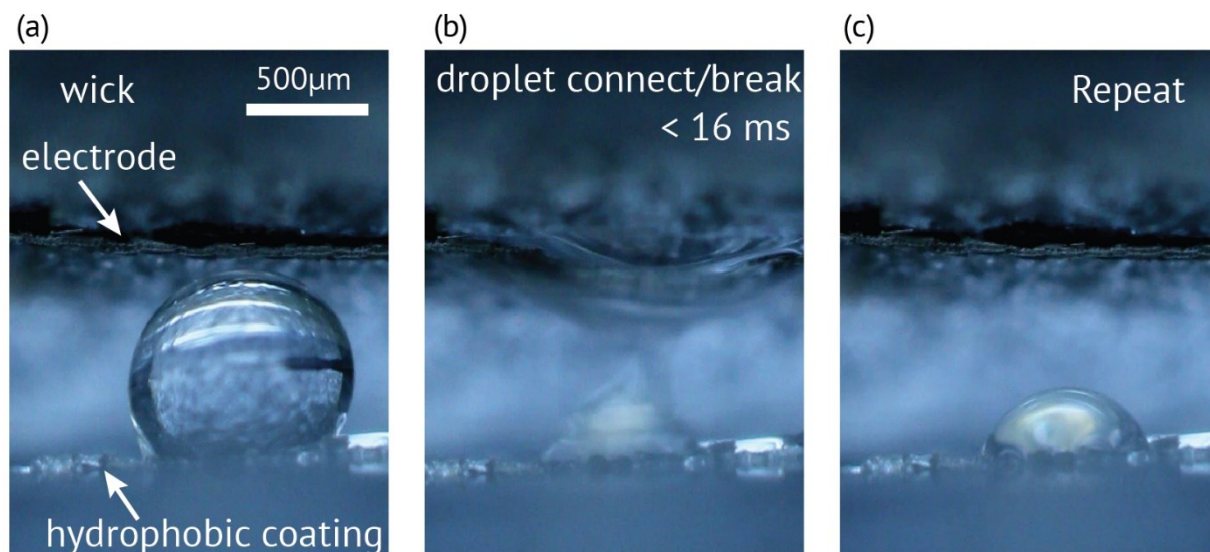 (a)
wick
500μm
electrode
hydrophobic coating
(b)
droplet connect/break
< 16 ms
(c)
Repeat